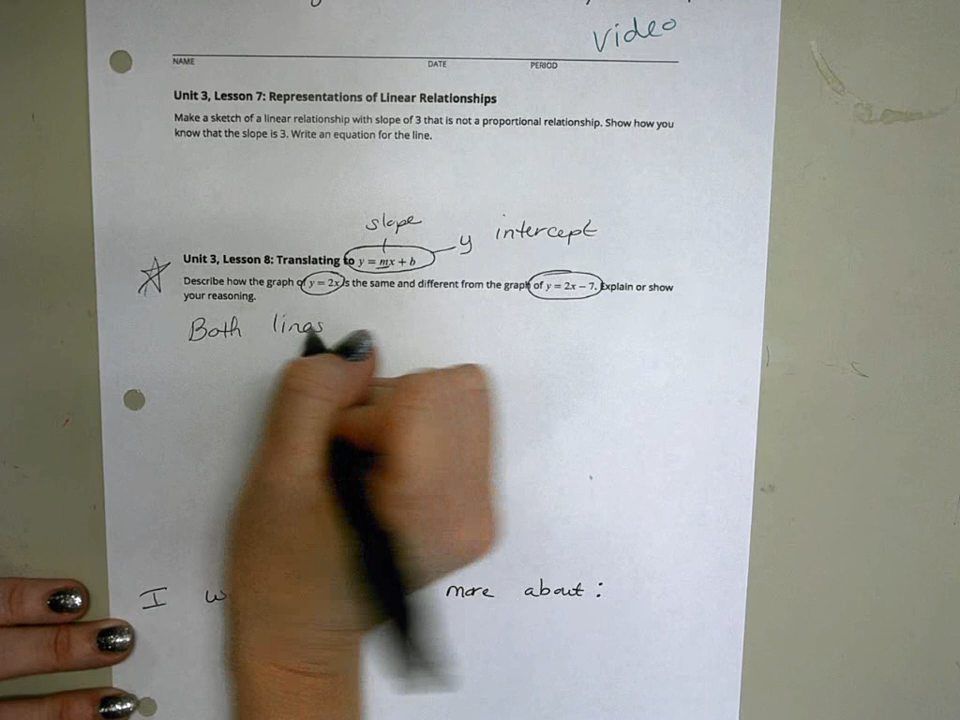 video
NAME DATE PERIOD
Unit 3, Lesson 7: Representations of Linear Relationships
Make a sketch of a linear relationship with slope of 3 that is not a proportional relationship. Show how you
know that the slope is 3. Write an equation for the line.
slope
y intercept
Unit 3, Lesson 8: Translating to y = mx + b
Describe how the graph of y = 2x is the same and different from the graph of y = 2x − 7. Explain or show
your reasoning.
Both lines
I w more about: